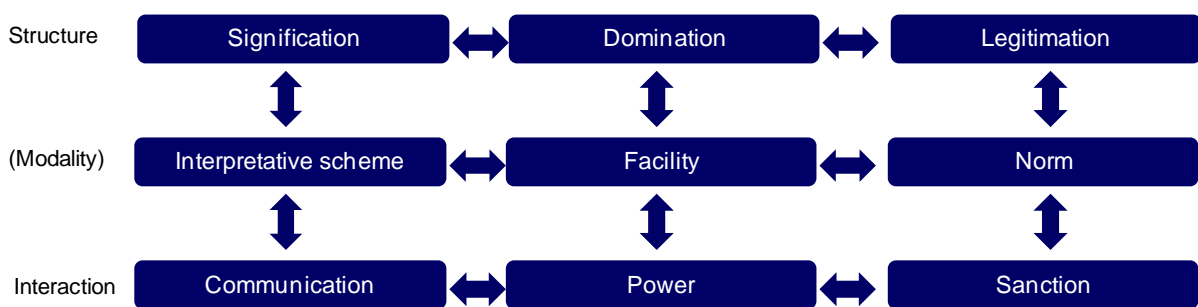 Structure Signification Domination Legitimation
(Modality) Interpretative scheme Facility Norm
Interaction Communication Power Sanction